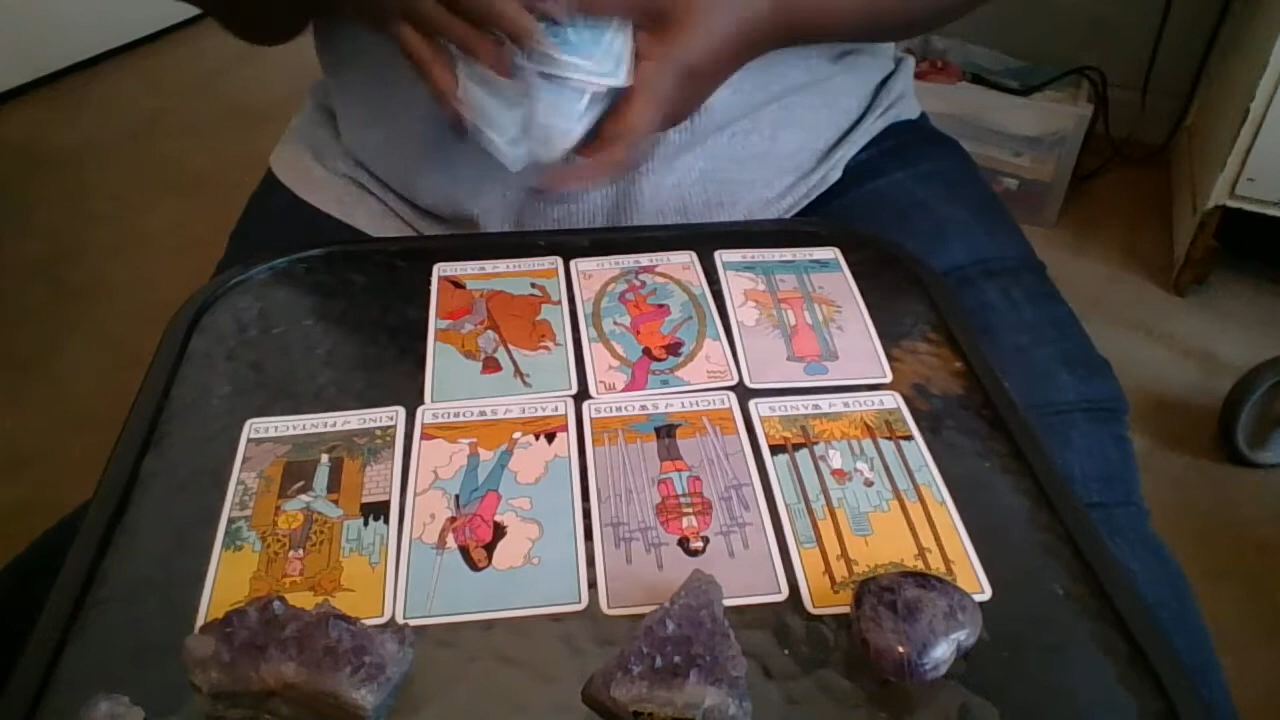 KNIGHT of WANDS
THE WORLD
ACE of CUPS
KING of PENTACLES
PAGE of SWORDS
EIGHT of SWORDS
FOUR of WANDS